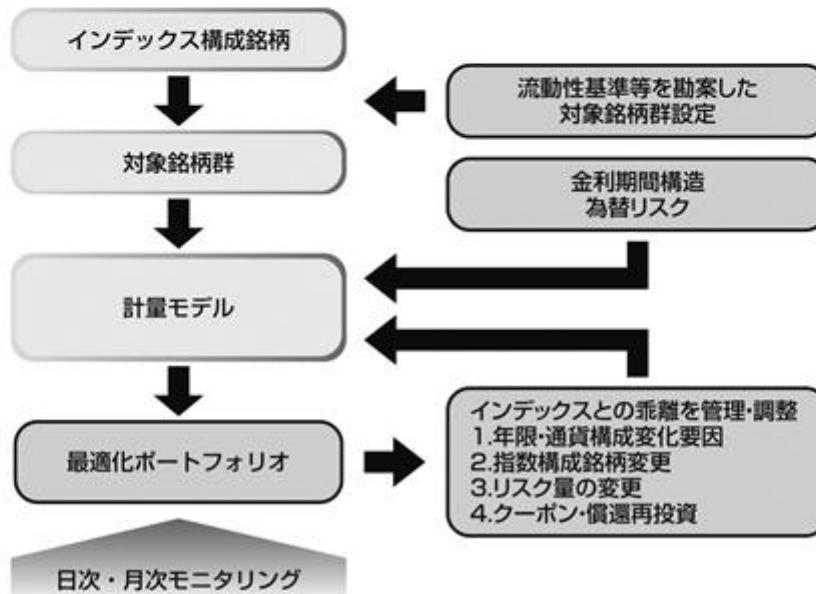 インデックス構成銘柄
流動性基準等を勘案した
対象銘柄群設定
対象銘柄群
金利期間構造
為替リスク
計量モデル
最適化ポートフォリオ
インデックスとの乖離を管理・調整
1.年限・通貨構成変化要因
2.指数構成銘柄変更
3.リスク量の変更
4.クーポン・償還再投資
日次・月次モニタリング